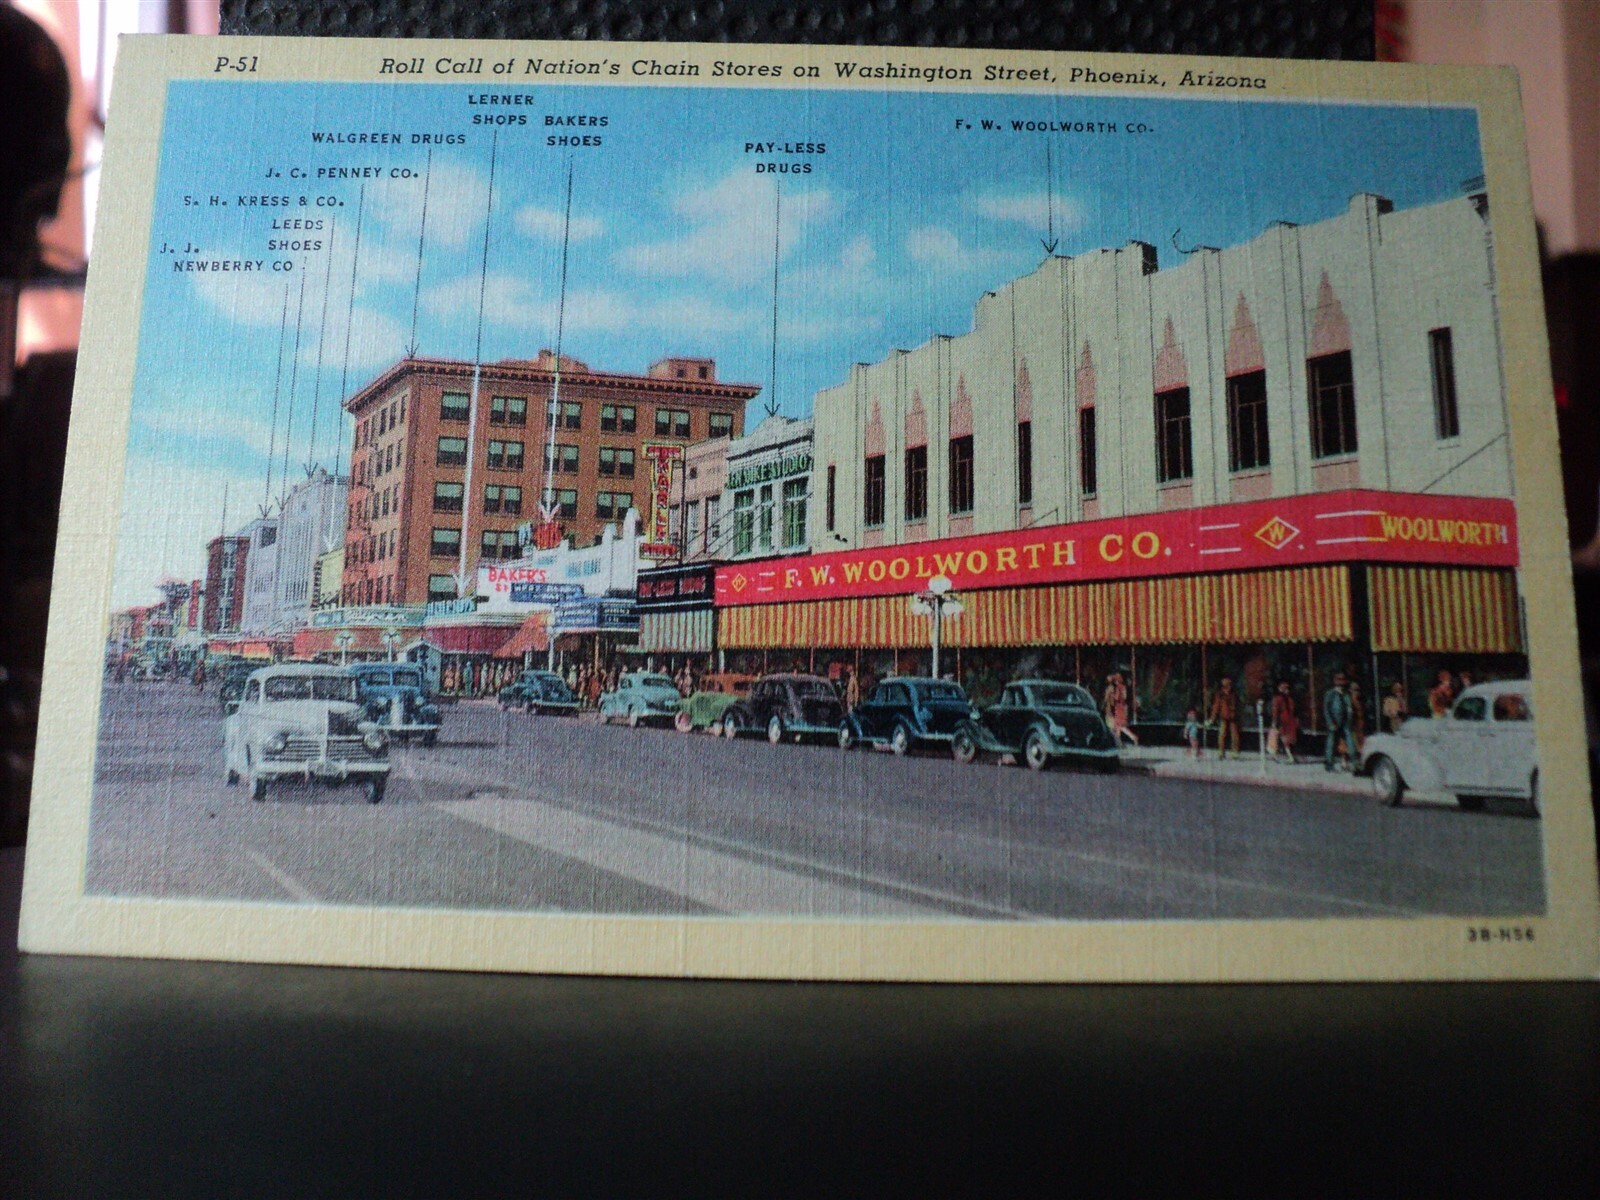 P-51
Roll Call of Nation's Chain Stores on Washington Street, Phoenix, Arizona
LERNER
SHOPS
BAKERS
SHOES
WALGREEN DRUGS
F. W. WOOLWORTH CO.
PAY-LESS
DRUGS
J. C. PENNEY CO.
S. H. KRESS & CO.
LEEDS
SHOES
J. J.
NEWBERRY CO.
STUDIO
BAKER'S
F. W. WOOLWORTH CO.
W
WOOLWORTH
3B-H56